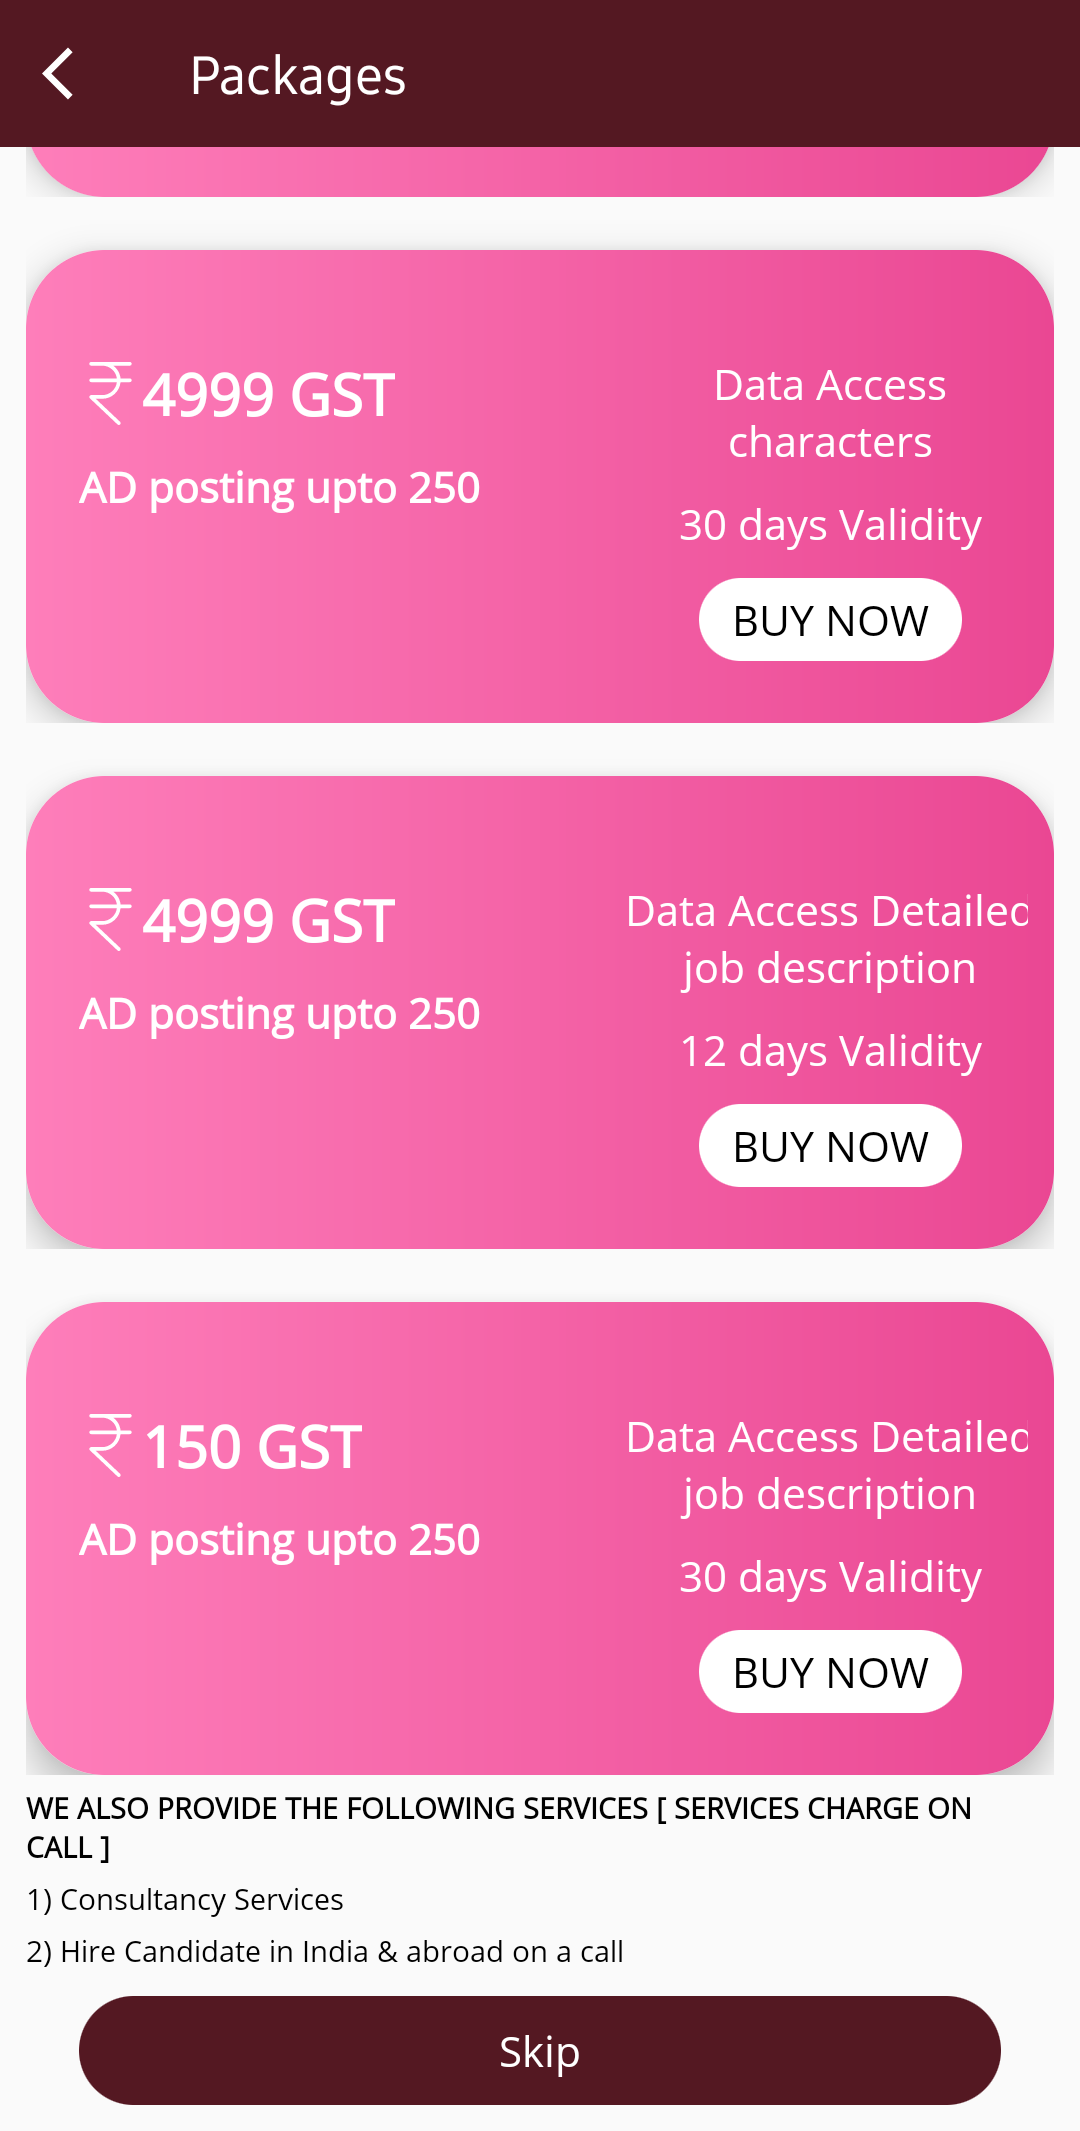 Packages
₹ 4999 GST
AD posting upto 250
Data Access
characters
30 days Validity
BUY NOW
₹ 4999 GST
AD posting upto 250
Data Access Detailed
job description
12 days Validity
BUY NOW
₹ 150 GST
AD posting upto 250
Data Access Detailed
job description
30 days Validity
BUY NOW
WE ALSO PROVIDE THE FOLLOWING SERVICES [ SERVICES CHARGE ON
CALL ]
1) Consultancy Services
2) Hire Candidate in India & abroad on a call
Skip